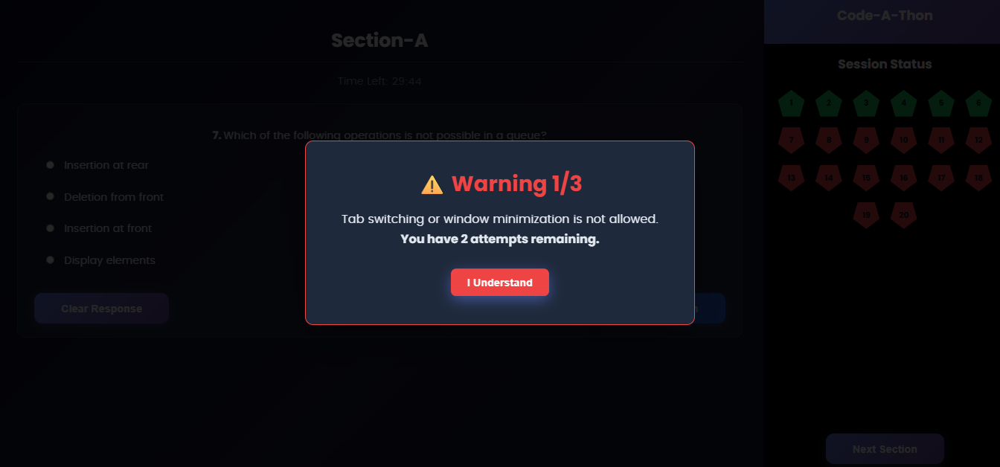 Section-A
Time Left: 29:44
7. Which of the following operations is not possible in a queue?
Insertion at rear
Deletion from front
Insertion at front
Display elements
Clear Response
⚠ Warning 1/3
Tab switching or window minimization is not allowed.
You have 2 attempts remaining.
I Understand
Code-A-Thon
Session Status
1 2 3 4 5 6
7 8 9 10 11 12
13 14 15 16 17 18
19 20
Next Section